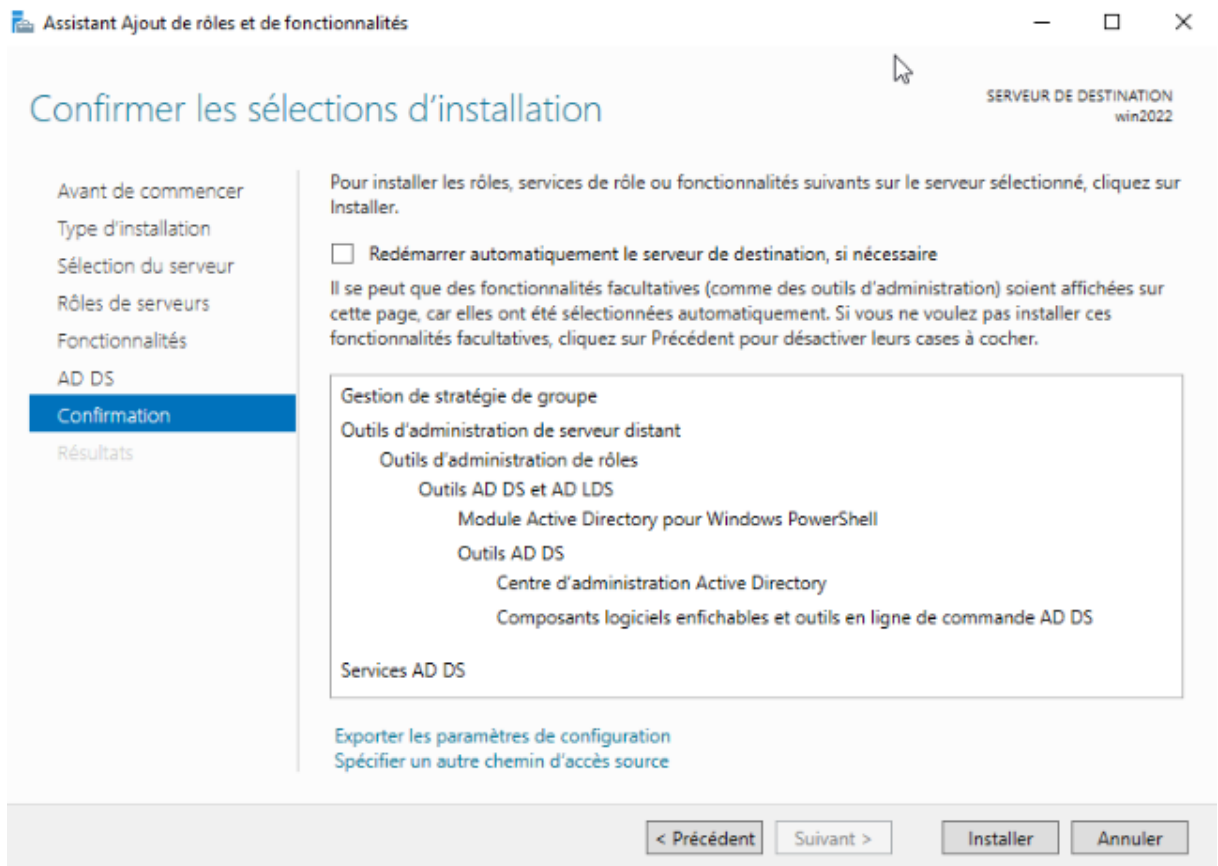 Assistant Ajout de rôles et de fonctionnalités
Confirmer les sélections d'installation
SERVEUR DE DESTINATION
win2022
Avant de commencer
Type d'installation
Sélection du serveur
Rôles de serveurs
Fonctionnalités
AD DS
Confirmation
Résultats
Pour installer les rôles, services de rôle ou fonctionnalités suivants sur le serveur sélectionné, cliquez sur
Installer.
Redémarrer automatiquement le serveur de destination, si nécessaire
Il se peut que des fonctionnalités facultatives (comme des outils d'administration) soient affichées sur
cette page, car elles ont été sélectionnées automatiquement. Si vous ne voulez pas installer ces
fonctionnalités facultatives, cliquez sur Précédent pour désactiver leurs cases à cocher.
Gestion de stratégie de groupe
Outils d'administration de serveur distant
Outils d'administration de rôles
Outils AD DS et AD LDS
Module Active Directory pour Windows PowerShell
Outils AD DS
Centre d'administration Active Directory
Composants logiciels enfichables et outils en ligne de commande AD DS
Services AD DS
Exporter les paramètres de configuration
Spécifier un autre chemin d'accès source
< Précédent
Suivant >
Installer
Annuler